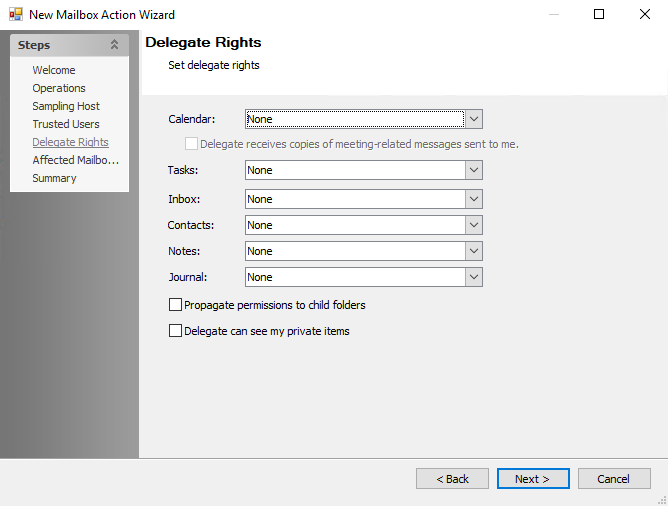 New Mailbox Action Wizard
Steps
Welcome
Operations
Sampling Host
Trusted Users
Delegate Rights
Affected Mailbo...
Summary
Delegate Rights
Set delegate rights
Calendar: None
Delegate receives copies of meeting-related messages sent to me.
Tasks: None
Inbox: None
Contacts: None
Notes: None
Journal: None
Propagate permissions to child folders
Delegate can see my private items
< Back Next > Cancel